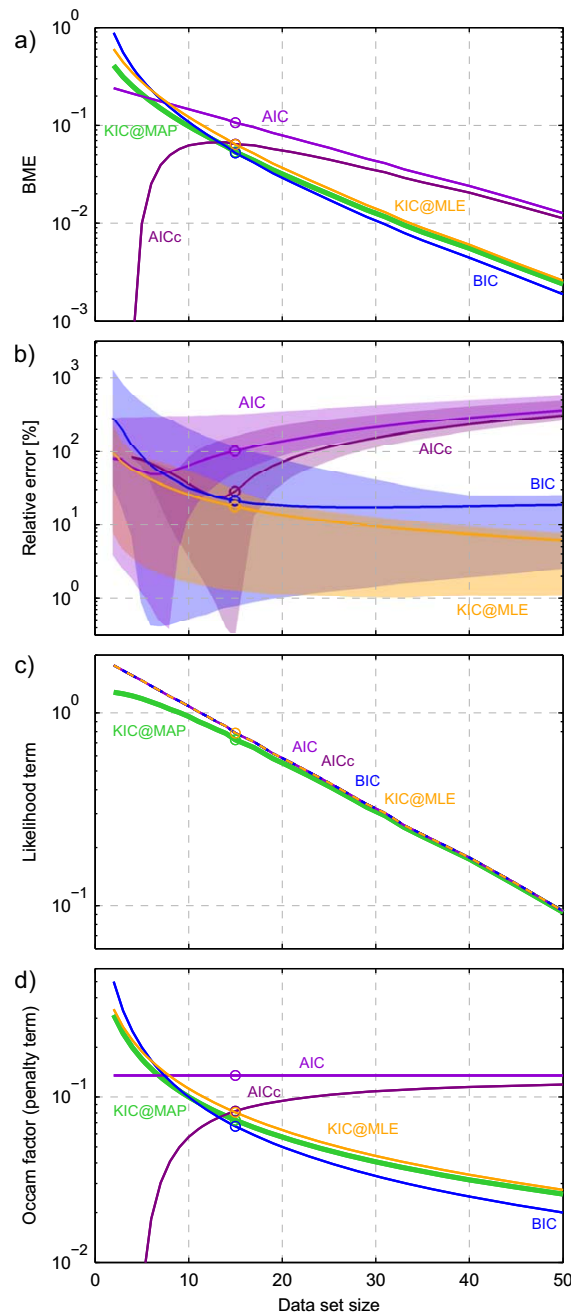 a)
10^0
10^−1
10^−2
10^−3
BME
AIC
KIC@MAP
AICc
KIC@MLE
BIC
b)
10^3
10^2
10^1
10^0
Relative error [%]
AIC
AICc
BIC
KIC@MLE
c)
10^0
10^−1
Likelihood term
KIC@MAP
AIC
AICc
BIC
KIC@MLE
d)
10^−1
10^−2
Occam factor (penalty term)
AIC
AICc
KIC@MAP
KIC@MLE
BIC
0 10 20 30 40 50
Data set size